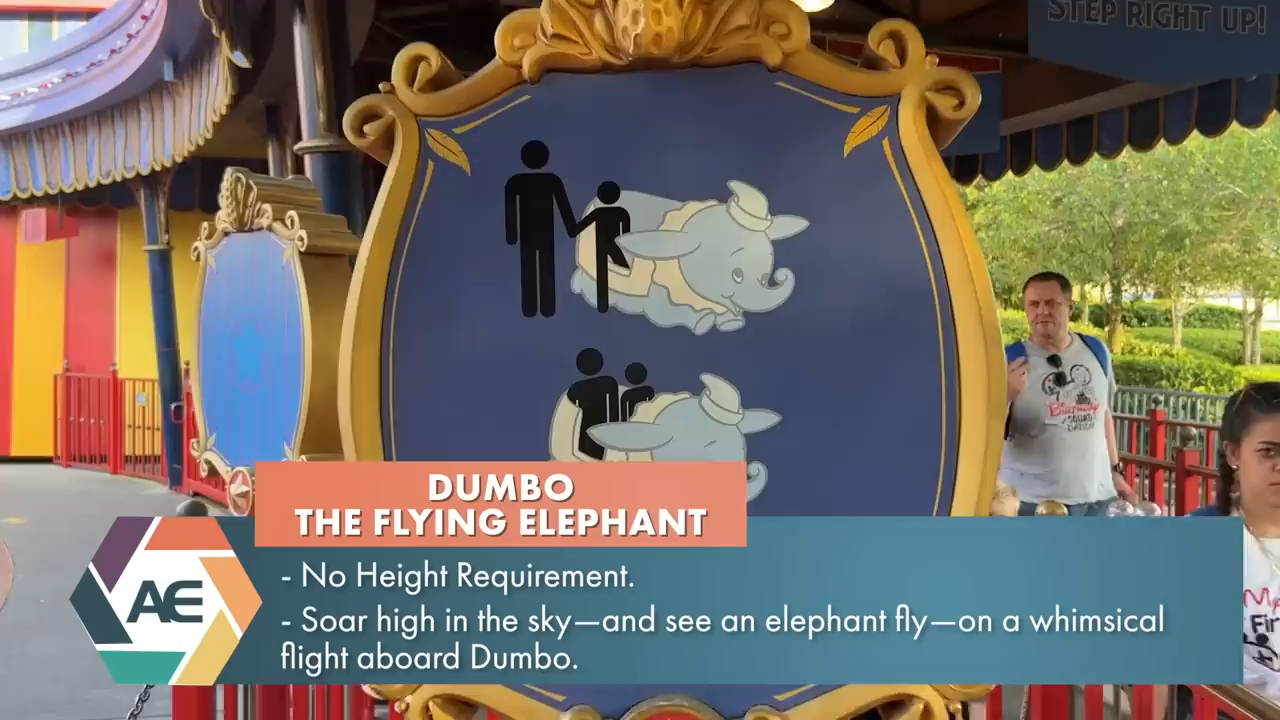 STEP RIGHT UP!
DUMBO
THE FLYING ELEPHANT
AE
- No Height Requirement.
- Soar high in the sky—and see an elephant fly—on a whimsical
flight aboard Dumbo.